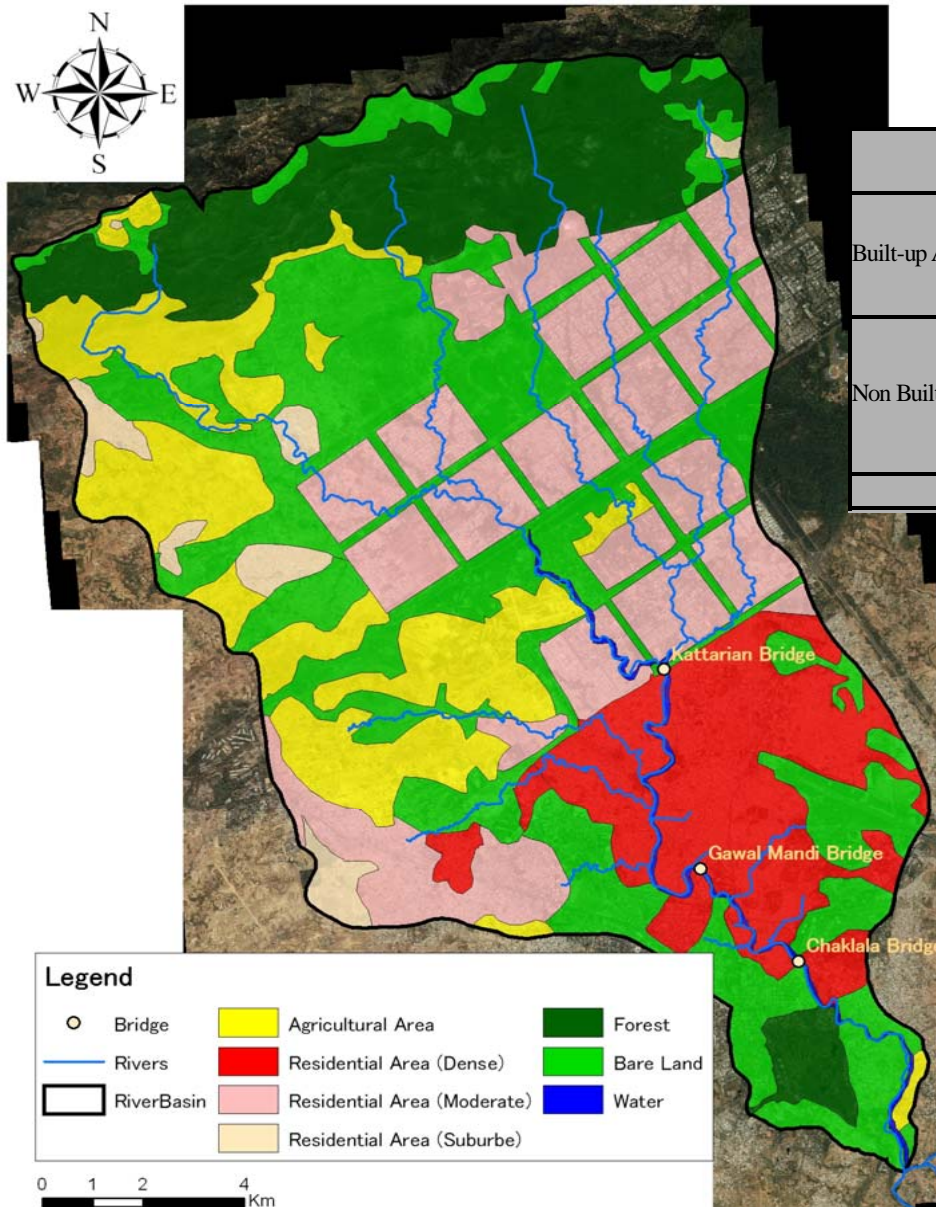 N
W E
S
Built-up
Non Built
Kattarian Bridge
Gawal Mandi Bridge
Chaklala Bridge
Legend
Bridge
Rivers
RiverBasin
Agricultural Area
Residential Area (Dense)
Residential Area (Moderate)
Residential Area (Suburbe)
Forest
Bare Land
Water
0 1 2 4
Km